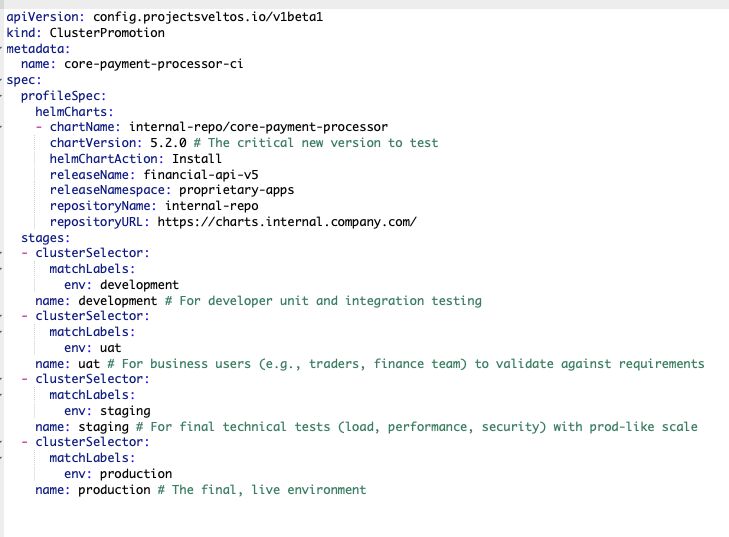 apiVersion: config.projectsveltos.io/v1beta1
kind: ClusterPromotion
metadata:
  name: core-payment-processor-ci
spec:
  profileSpec:
    helmCharts:
    - chartName: internal-repo/core-payment-processor
      chartVersion: 5.2.0 # The critical new version to test
      helmChartAction: Install
      releaseName: financial-api-v5
      releaseNamespace: proprietary-apps
      repositoryName: internal-repo
      repositoryURL: https://charts.internal.company.com/
  stages:
  - clusterSelector:
      matchLabels:
        env: development
    name: development # For developer unit and integration testing
  - clusterSelector:
      matchLabels:
        env: uat
    name: uat # For business users (e.g., traders, finance team) to validate against requirements
  - clusterSelector:
      matchLabels:
        env: staging
    name: staging # For final technical tests (load, performance, security) with prod-like scale
  - clusterSelector:
      matchLabels:
        env: production
    name: production # The final, live environment